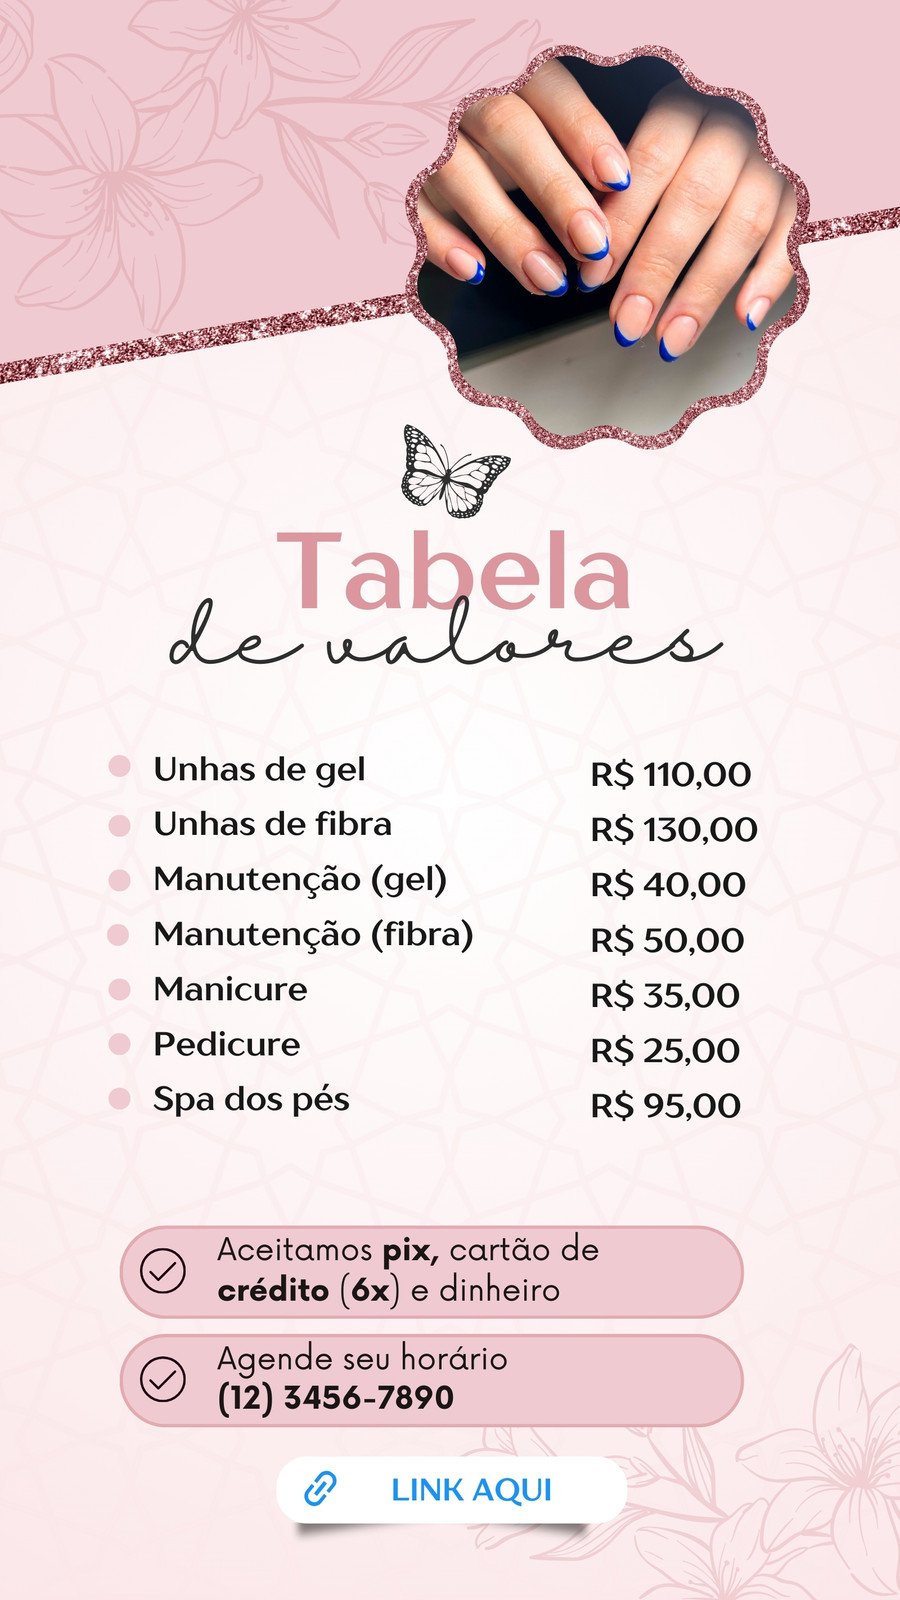 Tabela
de valores
Unhas de gel R$ 110,00
Unhas de fibra R$ 130,00
Manutenção (gel) R$ 40,00
Manutenção (fibra) R$ 50,00
Manicure R$ 35,00
Pedicure R$ 25,00
Spa dos pés R$ 95,00
Aceitamos pix, cartão de
crédito (6x) e dinheiro
Agende seu horário
(12) 3456-7890
LINK AQUI